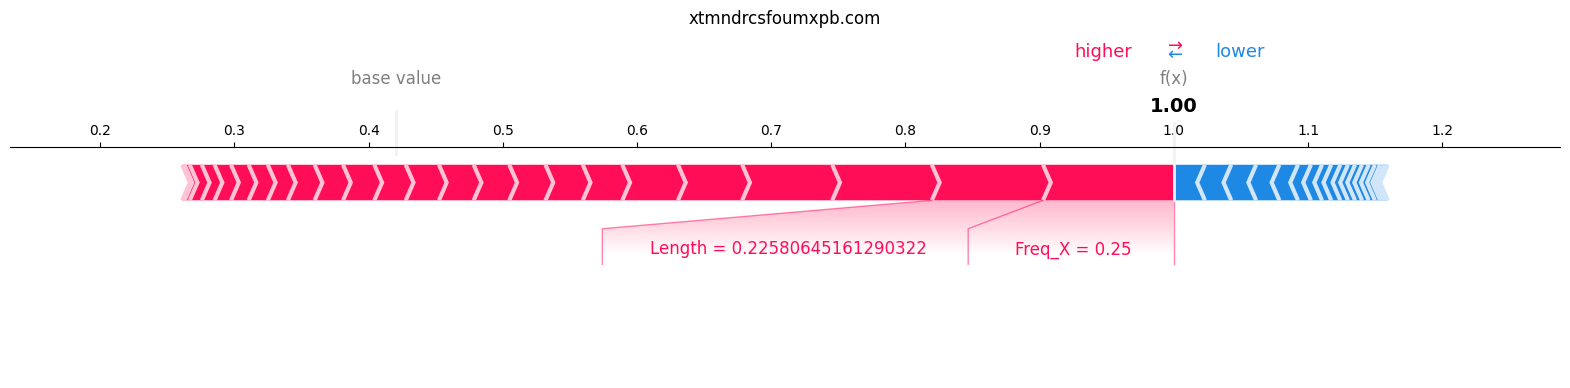 xtmndrcsfoumxpb.com
higher ⇄ lower
base value f(x)
1.00
0.2 0.3 0.4 0.5 0.6 0.7 0.8 0.9 1.0 1.1 1.2
Length = 0.22580645161290322 Freq_X = 0.25